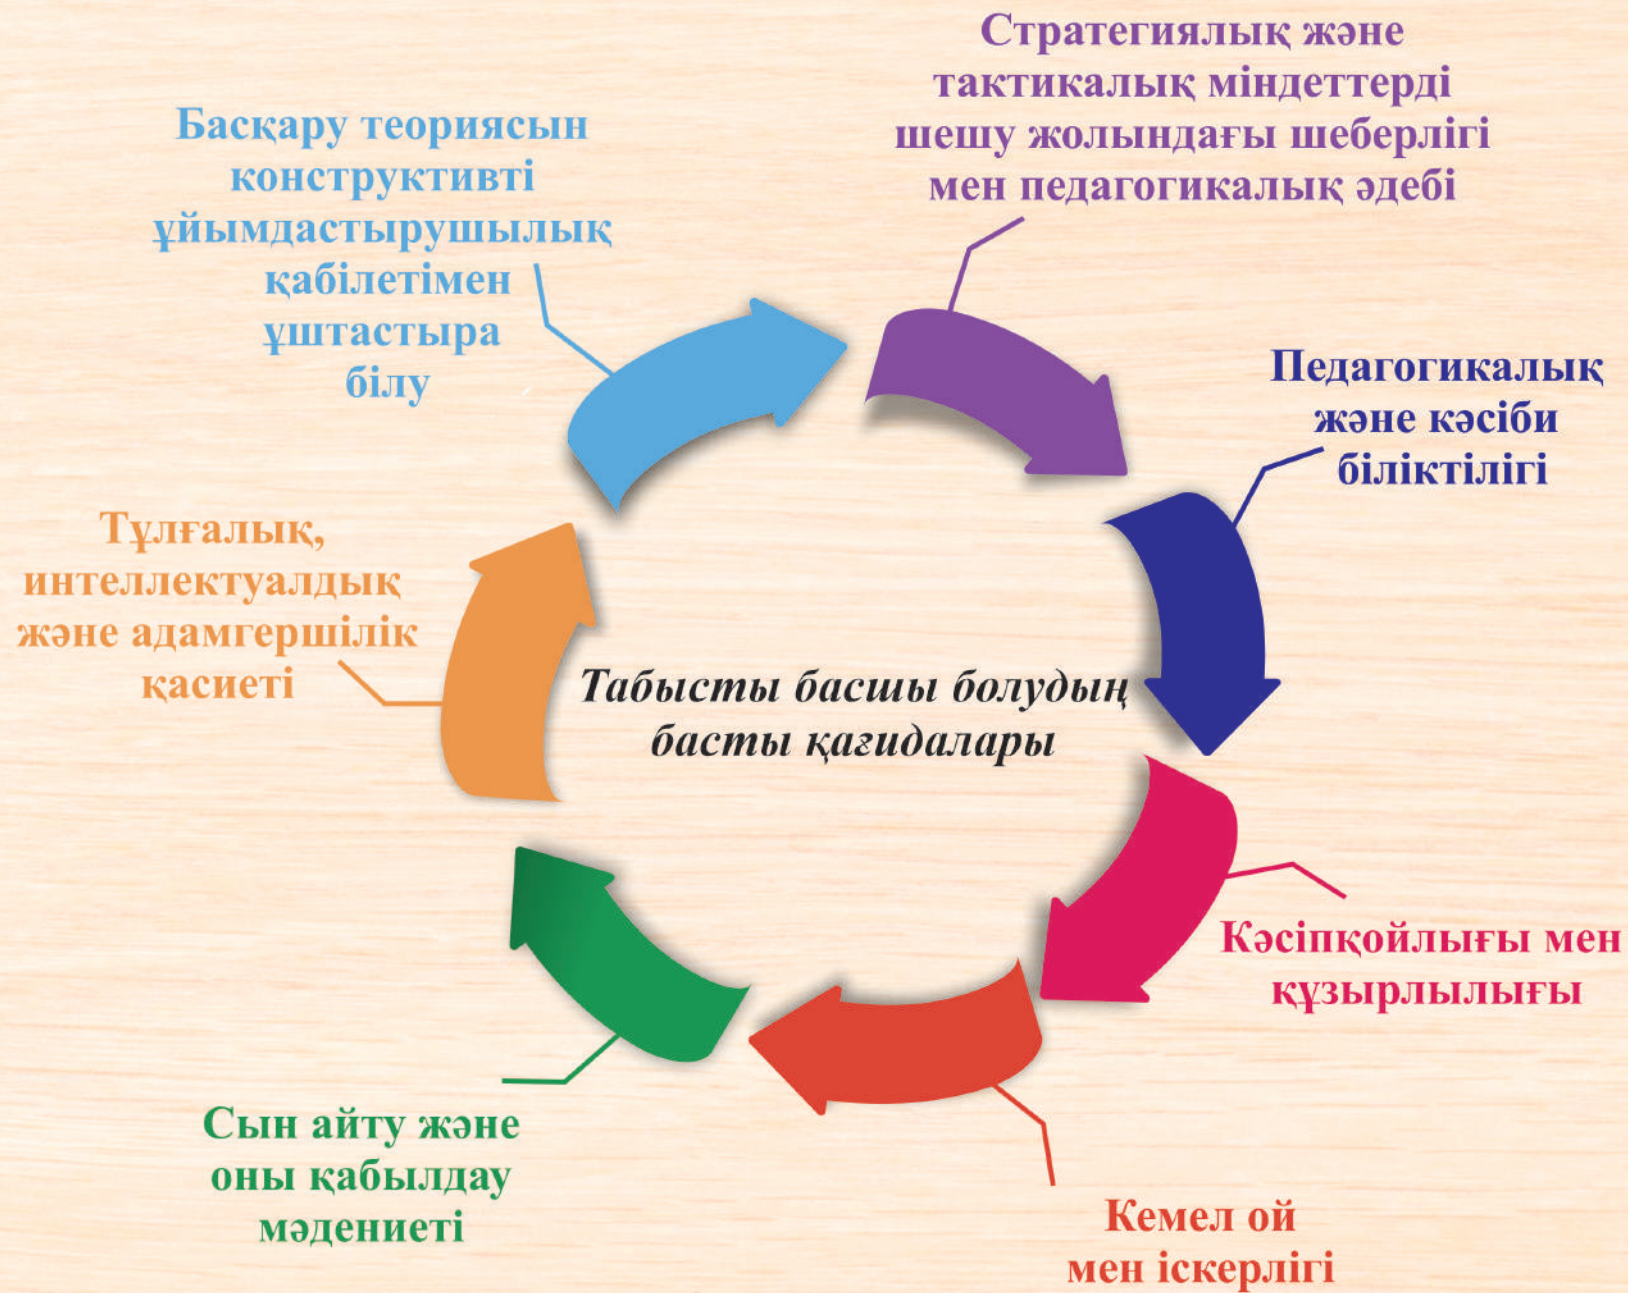 Стратегиялық және
тактикалық міндеттерді
шешу жолындағы шеберлігі
мен педагогикалық әдебі
Басқару теориясын
конструктивті
ұйымдастырушылық
қабілетімен
ұштастыра
білу
Педагогикалық
және кәсіби
біліктілігі
Тұлғалық,
интеллектуалдық
және адамгершілік
қасиеті
Табысты басшы болудың
басты қағидалары
Кәсіпқойлығы мен
құзырлылығы
Сын айту және
оны қабылдау
мәдениеті
Кемел ой
мен іскерлігі